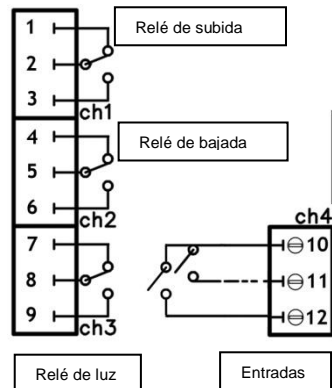 1
Relé de subida
2
3
ch1
4
Relé de bajada
5
6
ch2
7
8
9
ch3
ch4
10
11
12
Relé de luz
Entradas